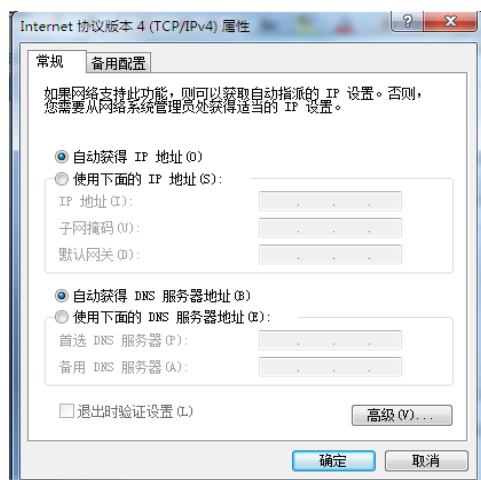 Internet 协议版本 4 (TCP/IPv4) 属性
常规 备用配置
如果网络支持此功能，则可以获取自动指派的 IP 设置。否则，
您需要从网络系统管理员处获得适当的 IP 设置。
自动获得 IP 地址(O)
使用下面的 IP 地址(S):
IP 地址(I):
子网掩码(U):
默认网关(D):
自动获得 DNS 服务器地址(B)
使用下面的 DNS 服务器地址(E):
首选 DNS 服务器(P):
备用 DNS 服务器(A):
退出时验证设置(L)
高级(V)...
确定 取消